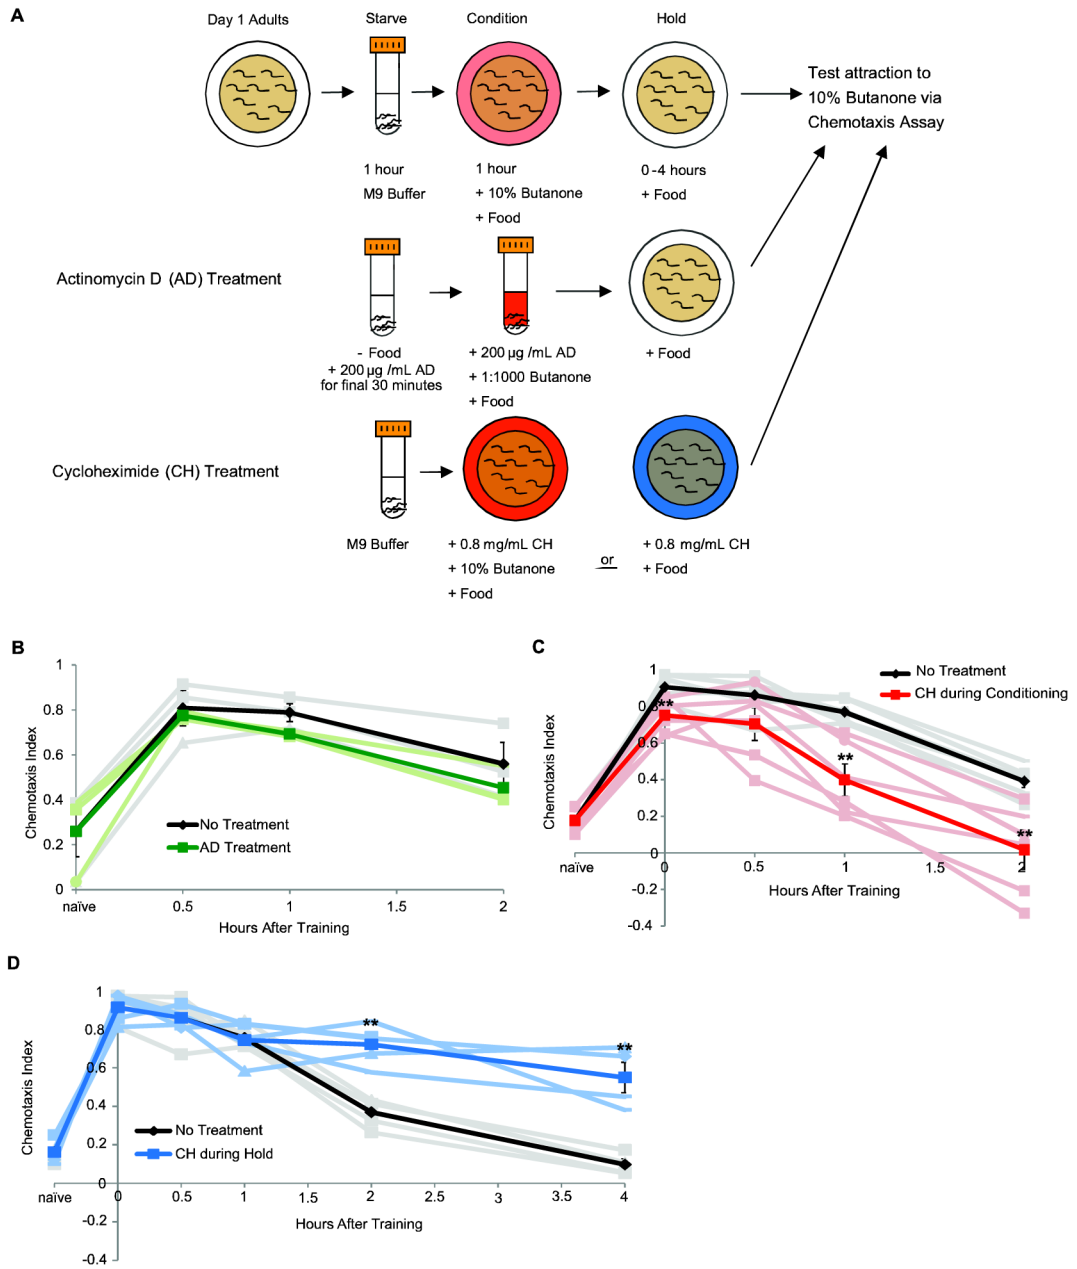 A
Day 1 Adults
Starve
Condition
Hold
Test attraction to
10% Butanone via
Chemotaxis Assay
1 hour
M9 Buffer
1 hour
+ 10% Butanone
+ Food
0-4 hours
+ Food
Actinomycin D (AD) Treatment
- Food
+ 200 µg /mL AD
for final 30 minutes
+ 200 µg /mL AD
+ 1:1000 Butanone
+ Food
+ Food
Cycloheximide (CH) Treatment
M9 Buffer
+ 0.8 mg/mL CH
+ 10% Butanone
+ Food
or
+ 0.8 mg/mL CH
+ Food
B
1
0.8
0.6
0.4
0.2
0
Chemotaxis Index
No Treatment
AD Treatment
naïve
0.5
1
1.5
2
Hours After Training
C
1
0.8
0.6
0.4
0.2
0
-0.2
-0.4
Chemotaxis Index
No Treatment
CH during Conditioning
**
**
**
naïve
0
0.5
1
1.5
2
Hours After Training
D
1
0.8
0.6
0.4
0.2
0
-0.2
-0.4
Chemotaxis Index
**
**
No Treatment
CH during Hold
naïve
0
0.5
1
1.5
2
2.5
3
3.5
4
Hours After Training